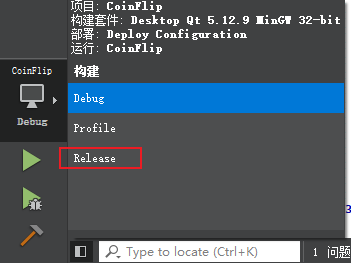 项目: CoinFlip
构建套件: Desktop Qt 5.12.9 MinGW 32-bit
部署: Deploy Configuration
运行: CoinFlip
构建
CoinFlip
Debug
Debug
Profile
Release
3
Type to locate (Ctrl+K)
1 问题